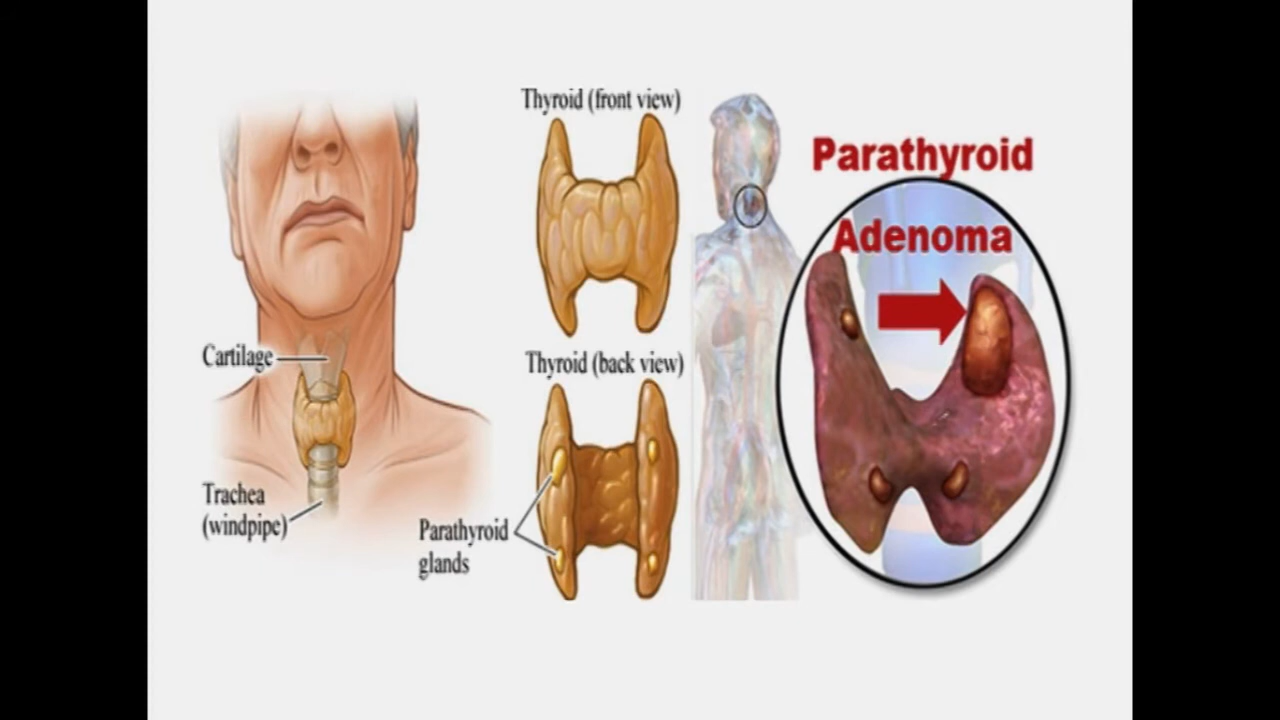 Thyroid (front view)
Parathyroid
Adenoma
Cartilage
Thyroid (back view)
Trachea
(windpipe)
Parathyroid
glands